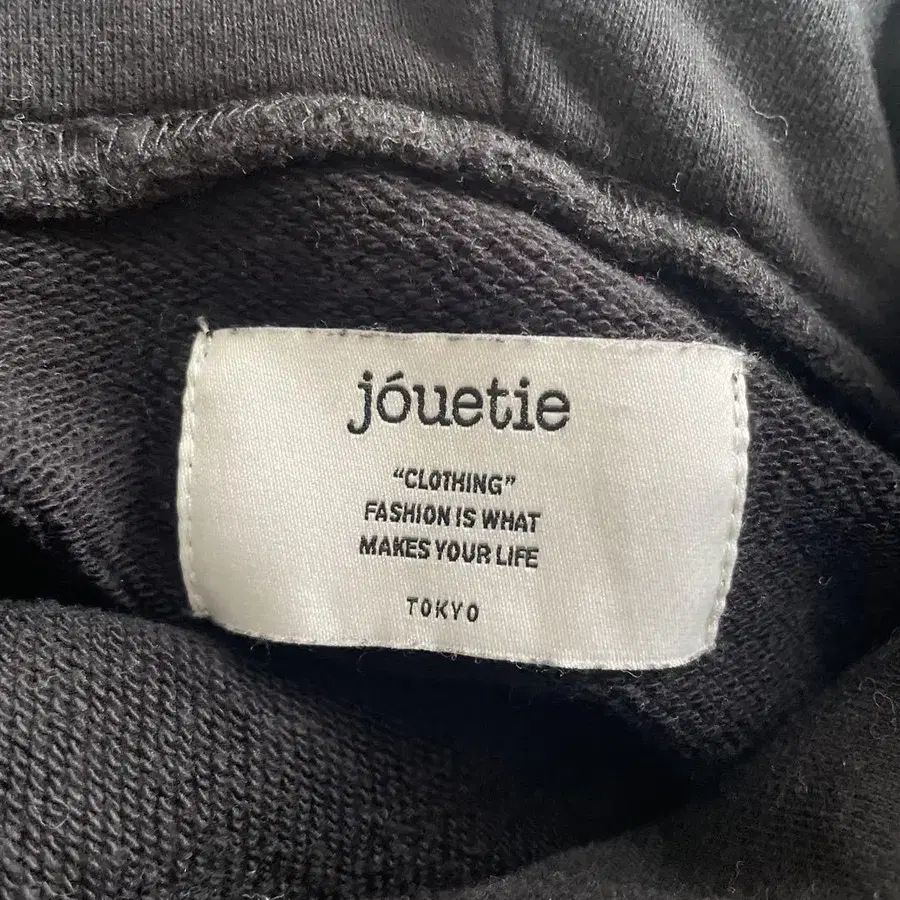 jóuetie
“CLOTHING”
FASHION IS WHAT
MAKES YOUR LIFE
TOKYO